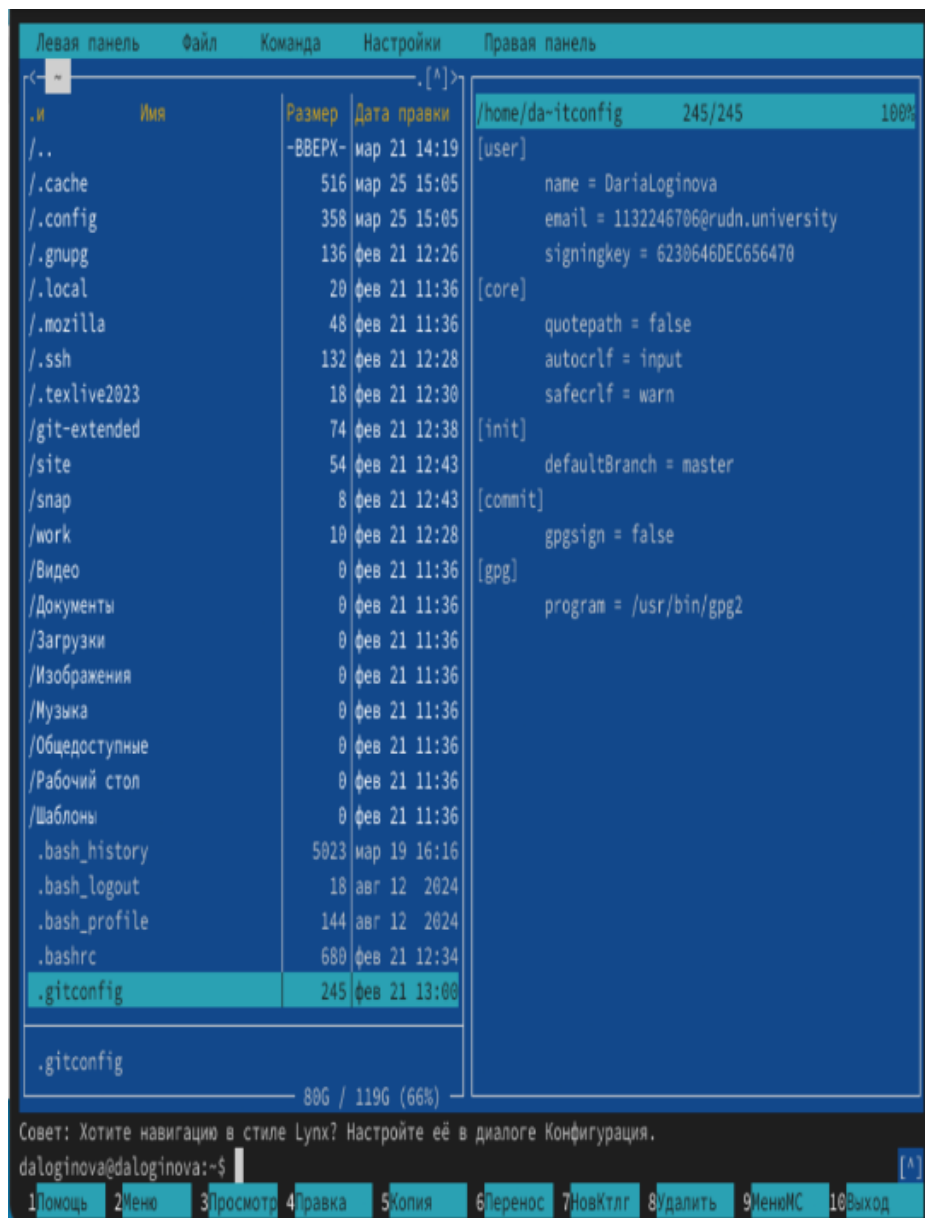 Левая панель Файл Команда Настройки Правая панель
<- ~ .[^]>
.и Имя Размер Дата правки
/.. -ВВЕРХ- мар 21 14:19
/.cache 516 мар 25 15:05
/.config 358 мар 25 15:05
/.gnupg 136 фев 21 12:26
/.local 20 фев 21 11:36
/.mozilla 48 фев 21 11:36
/.ssh 132 фев 21 12:28
/.texlive2023 18 фев 21 12:30
/git-extended 74 фев 21 12:38
/site 54 фев 21 12:43
/snap 8 фев 21 12:43
/work 10 фев 21 12:28
/Видео 0 фев 21 11:36
/Документы 0 фев 21 11:36
/Загрузки 0 фев 21 11:36
/Изображения 0 фев 21 11:36
/Музыка 0 фев 21 11:36
/Общедоступные 0 фев 21 11:36
/Рабочий стол 0 фев 21 11:36
/Шаблоны 0 фев 21 11:36
.bash_history 5023 мар 19 16:16
.bash_logout 18 авг 12 2024
.bash_profile 144 авг 12 2024
.bashrc 680 фев 21 12:34
.gitconfig 245 фев 21 13:00
.gitconfig
80G / 119G (66%)
/home/da~itconfig 245/245 100%
[user]
name = DariaLoginova
email = 1132246706@rudn.university
signingkey = 6230646DEC656470
[core]
quotepath = false
autocrlf = input
safecrlf = warn
[init]
defaultBranch = master
[commit]
gpgsign = false
[gpg]
program = /usr/bin/gpg2
Совет: Хотите навигацию в стиле Lynx? Настройте её в диалоге Конфигурация.
daloginova@daloginova:~$ [^]
1Помощь 2Меню 3Просмотр 4Правка 5Копия 6Перенос 7НовКтлг 8Удалить 9МенюMC 10Выход